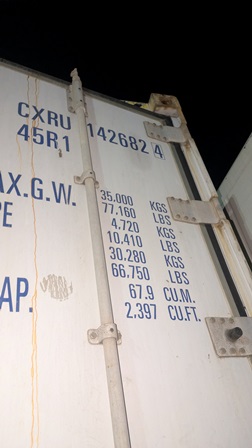 CXRU 142682 4
45R1
AX.G.W. 35.000 KGS
77.160 LBS
PE 4.720 KGS
10.410 LBS
30.280 KGS
66.750 LBS
AP. 67.9 CU.M.
2.397 CU.FT.